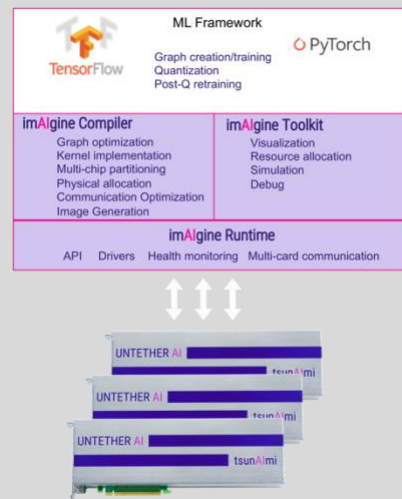 ML Framework
TensorFlow
PyTorch
Graph creation/training
Quantization
Post-Q retraining
imAIgine Compiler
Graph optimization
Kernel implementation
Multi-chip partitioning
Physical allocation
Communication Optimization
Image Generation
imAIgine Toolkit
Visualization
Resource allocation
Simulation
Debug
imAIgine Runtime
API Drivers Health monitoring Multi-card communication
UNTETHER AI
tsunAImi
UNTETHER AI
tsunAImi
UNTETHER AI
tsunAImi